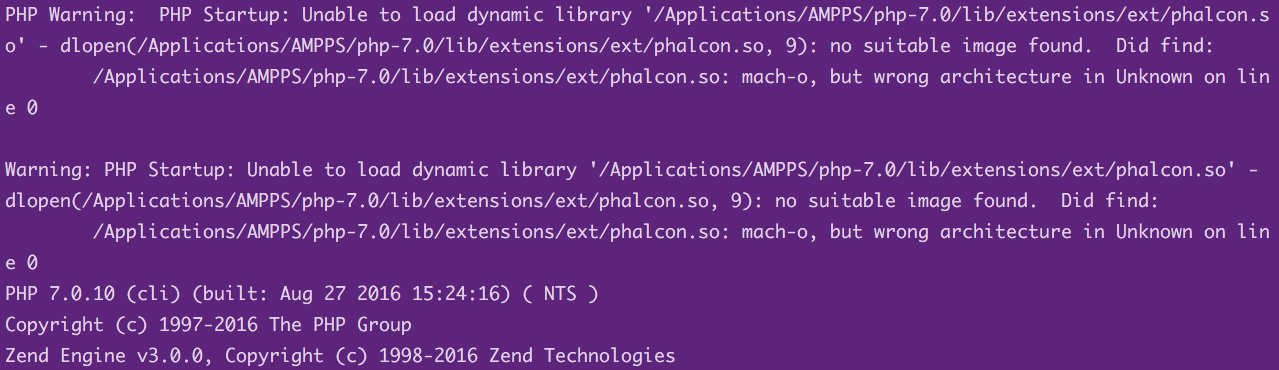 PHP Warning:  PHP Startup: Unable to load dynamic library '/Applications/AMPPS/php-7.0/lib/extensions/ext/phalcon.s
o' - dlopen(/Applications/AMPPS/php-7.0/lib/extensions/ext/phalcon.so, 9): no suitable image found.  Did find:
        /Applications/AMPPS/php-7.0/lib/extensions/ext/phalcon.so: mach-o, but wrong architecture in Unknown on lin
e 0

Warning: PHP Startup: Unable to load dynamic library '/Applications/AMPPS/php-7.0/lib/extensions/ext/phalcon.so' -
dlopen(/Applications/AMPPS/php-7.0/lib/extensions/ext/phalcon.so, 9): no suitable image found.  Did find:
        /Applications/AMPPS/php-7.0/lib/extensions/ext/phalcon.so: mach-o, but wrong architecture in Unknown on lin
e 0
PHP 7.0.10 (cli) (built: Aug 27 2016 15:24:16) ( NTS )
Copyright (c) 1997-2016 The PHP Group
Zend Engine v3.0.0, Copyright (c) 1998-2016 Zend Technologies